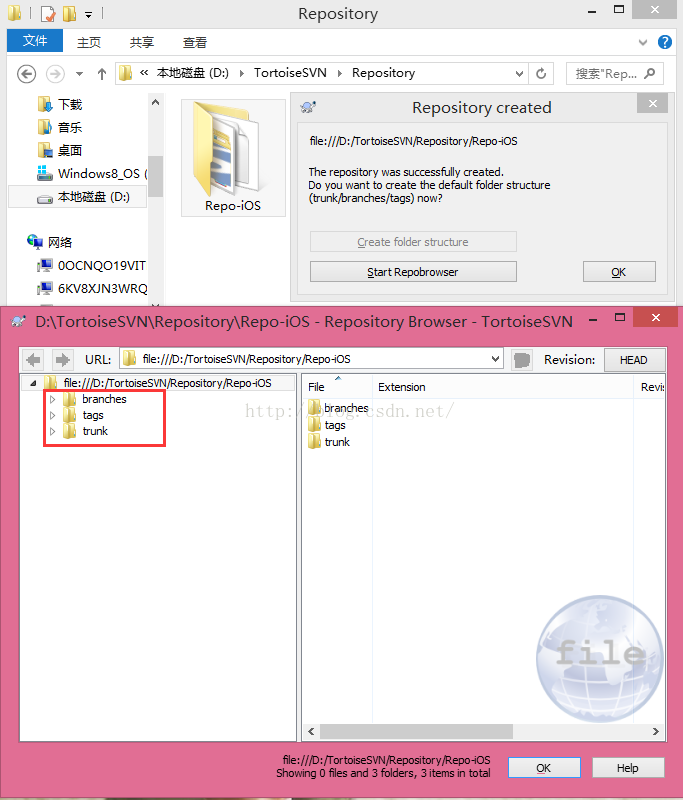 Repository
文件 主页 共享 查看
« 本地磁盘 (D:) TortoiseSVN Repository 搜索"Rep...
下载
音乐
桌面
Windows8_OS (
本地磁盘 (D:)
网络
0OCNQO19VIT
6KV8XJN3WRQ
Repo-iOS
Repository created
file:///D:/TortoiseSVN/Repository/Repo-iOS
The repository was successfully created.
Do you want to create the default folder structure
(trunk/branches/tags) now?
Create folder structure
Start Repobrowser OK
D:\TortoiseSVN\Repository\Repo-iOS - Repository Browser - TortoiseSVN
URL: file:///D:/TortoiseSVN/Repository/Repo-iOS Revision: HEAD
file:///D:/TortoiseSVN/Repository/Repo-iOS
branches
tags
trunk
File Extension Revis
branches
tags
trunk
http://blog.csdn.net/
file
file:///D:/TortoiseSVN/Repository/Repo-iOS
Showing 0 files and 3 folders, 3 items in total
OK Help